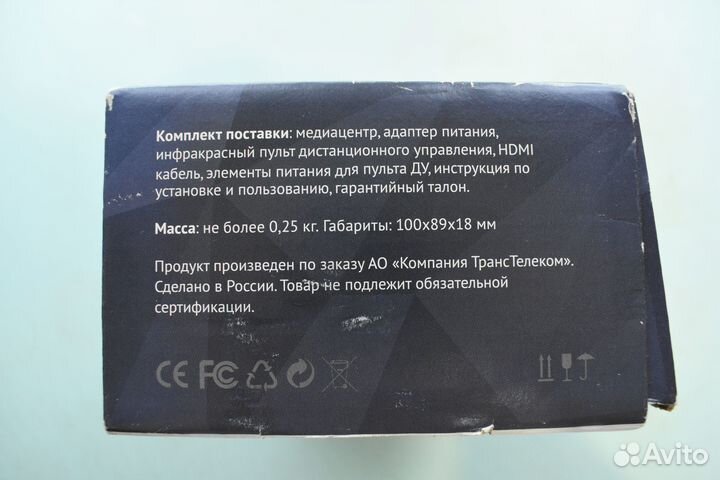 Комплект поставки: медиацентр, адаптер питания,
инфракрасный пульт дистанционного управления, HDMI
кабель, элементы питания для пульта ДУ, инструкция по
установке и пользованию, гарантийный талон.
Масса: не более 0,25 кг. Габариты: 100x89x18 мм
Продукт произведен по заказу АО «Компания ТрансТелеком».
Сделано в России. Товар не подлежит обязательной
сертификации.
CE FC
Avito